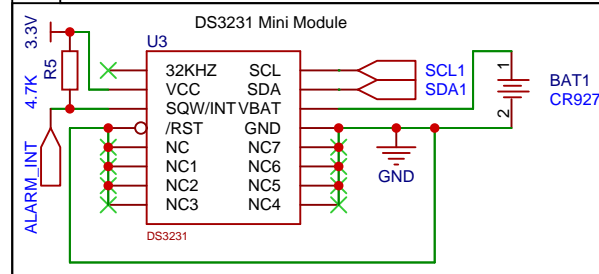 DS3231 Mini Module
3.3V
R5
4.7K
ALARM_INT
U3
32KHZ
VCC
SQW/INT
/RST
NC
NC1
NC2
NC3
SCL
SDA
VBAT
GND
NC7
NC6
NC5
NC4
DS3231
SCL1
SDA1
GND
1
2
BAT1
CR927